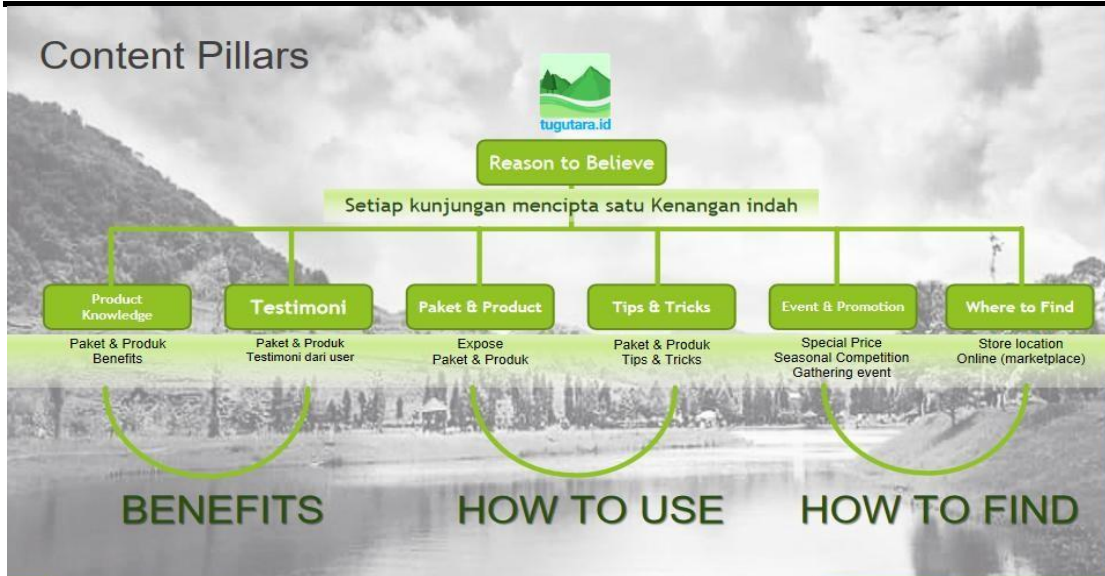 Content Pillars
tugutara.id
Reason to Believe
Setiap kunjungan mencipta satu Kenangan indah
Product
Knowledge
Testimoni
Paket & Product
Tips & Tricks
Event & Promotion
Where to Find
Paket & Produk
Benefits
Paket & Produk
Testimoni dari user
Expose
Paket & Produk
Paket & Produk
Tips & Tricks
Special Price
Seasonal Competition
Gathering event
Store location
Online (marketplace)
BENEFITS
HOW TO USE
HOW TO FIND